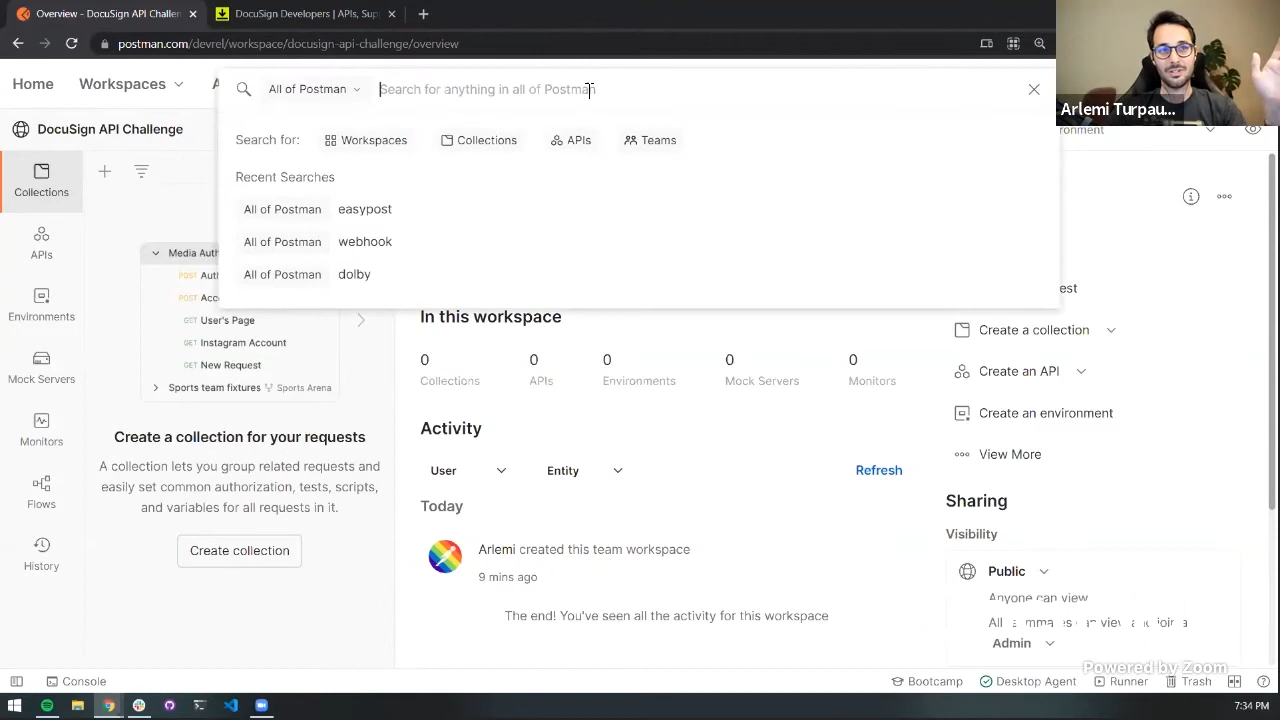 Overview - DocuSign API Challen
DocuSign Developers | APIs, Sup
postman.com/devrel/workspace/docusign-api-challenge/overview
Arlemi Turpau...
Home
Workspaces
All of Postman
Search for anything in all of Postman
DocuSign API Challenge
Search for:
Workspaces
Collections
APIs
Teams
Recent Searches
All of Postman easypost
All of Postman webhook
All of Postman dolby
Collections
APIs
Environments
Mock Servers
Monitors
Flows
History
Media Auth
POST Aut
POST Acc
GET User's Page
GET Instagram Account
GET New Request
Sports team fixtures Sports Arena
Create a collection for your requests
A collection lets you group related requests and
easily set common authorization, tests, scripts,
and variables for all requests in it.
Create collection
In this workspace
0 0 0 0 0
Collections APIs Environments Mock Servers Monitors
Activity
User
Entity
Refresh
Today
Arlemi created this team workspace
9 mins ago
The end! You've seen all the activity for this workspace
Create a collection
Create an API
Create an environment
View More
Sharing
Visibility
Public
Anyone can view
Admin
Powered by Zoom
Console
Bootcamp
Desktop Agent
Runner
Trash
7:34 PM